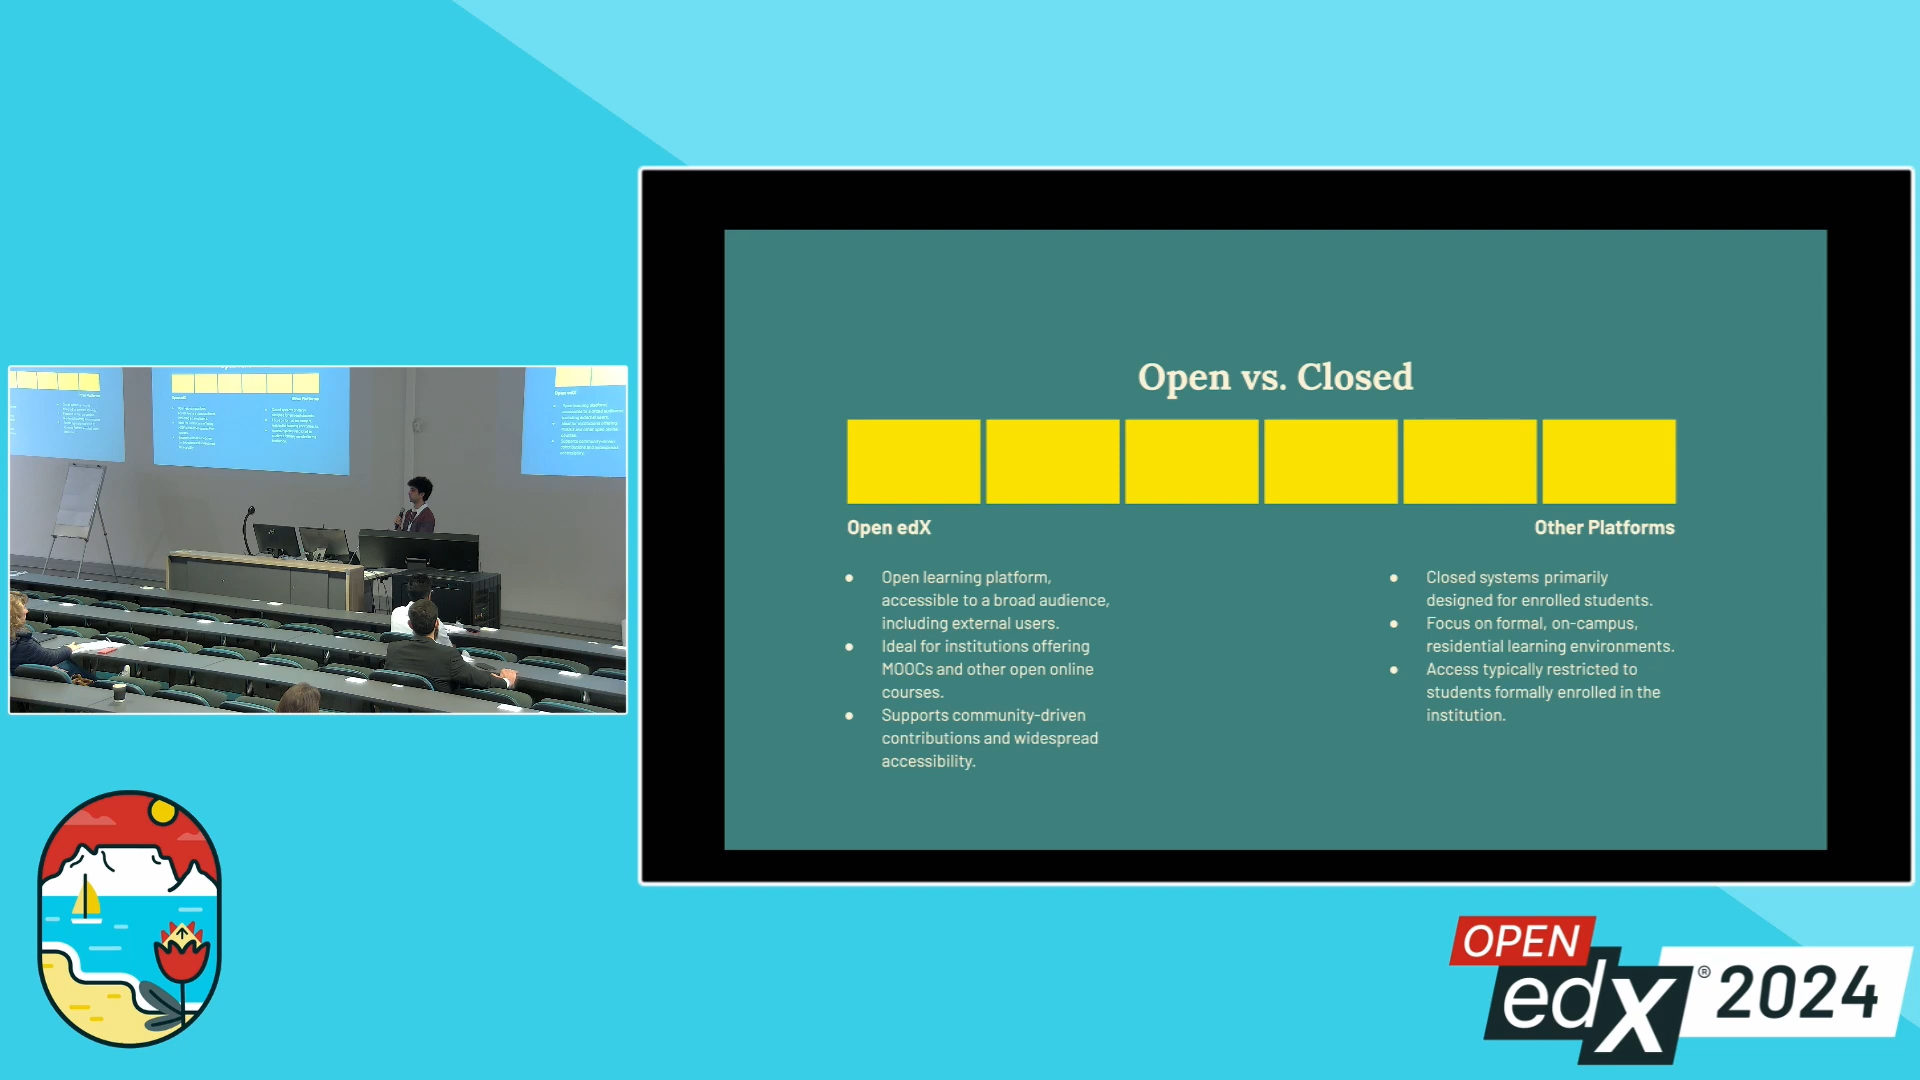 Open vs. Closed
Open edX
Other Platforms
● Open learning platform,
accessible to a broad audience,
including external users.
● Ideal for institutions offering
MOOCs and other open online
courses.
● Supports community-driven
contributions and widespread
accessibility.
● Closed systems primarily
designed for enrolled students.
● Focus on formal, on-campus,
residential learning environments.
● Access typically restricted to
students formally enrolled in the
institution.
OPEN
edX® 2024